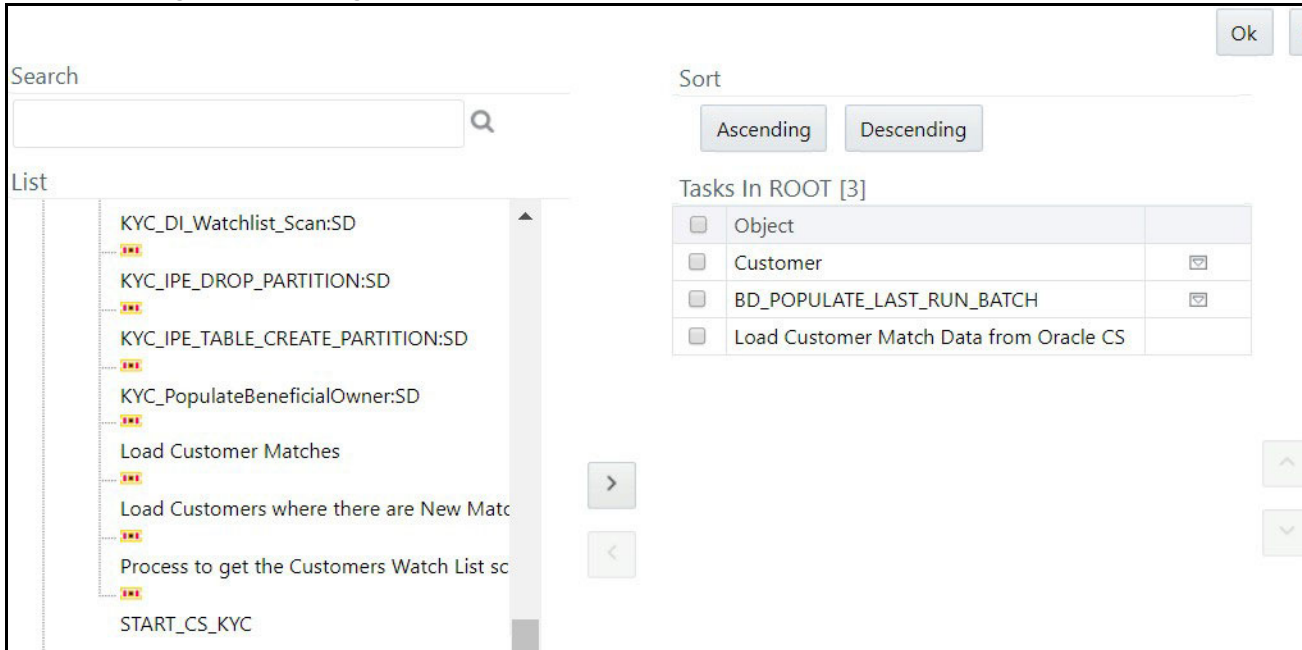 Ok
Search
Sort
Ascending
Descending
List
Tasks In ROOT [3]
KYC_DI_Watchlist_Scan:SD
KYC_IPE_DROP_PARTITION:SD
KYC_IPE_TABLE_CREATE_PARTITION:SD
KYC_PopulateBeneficialOwner:SD
Load Customer Matches
Load Customers where there are New Matc
Process to get the Customers Watch List sc
START_CS_KYC
Object
Customer
BD_POPULATE_LAST_RUN_BATCH
Load Customer Match Data from Oracle CS